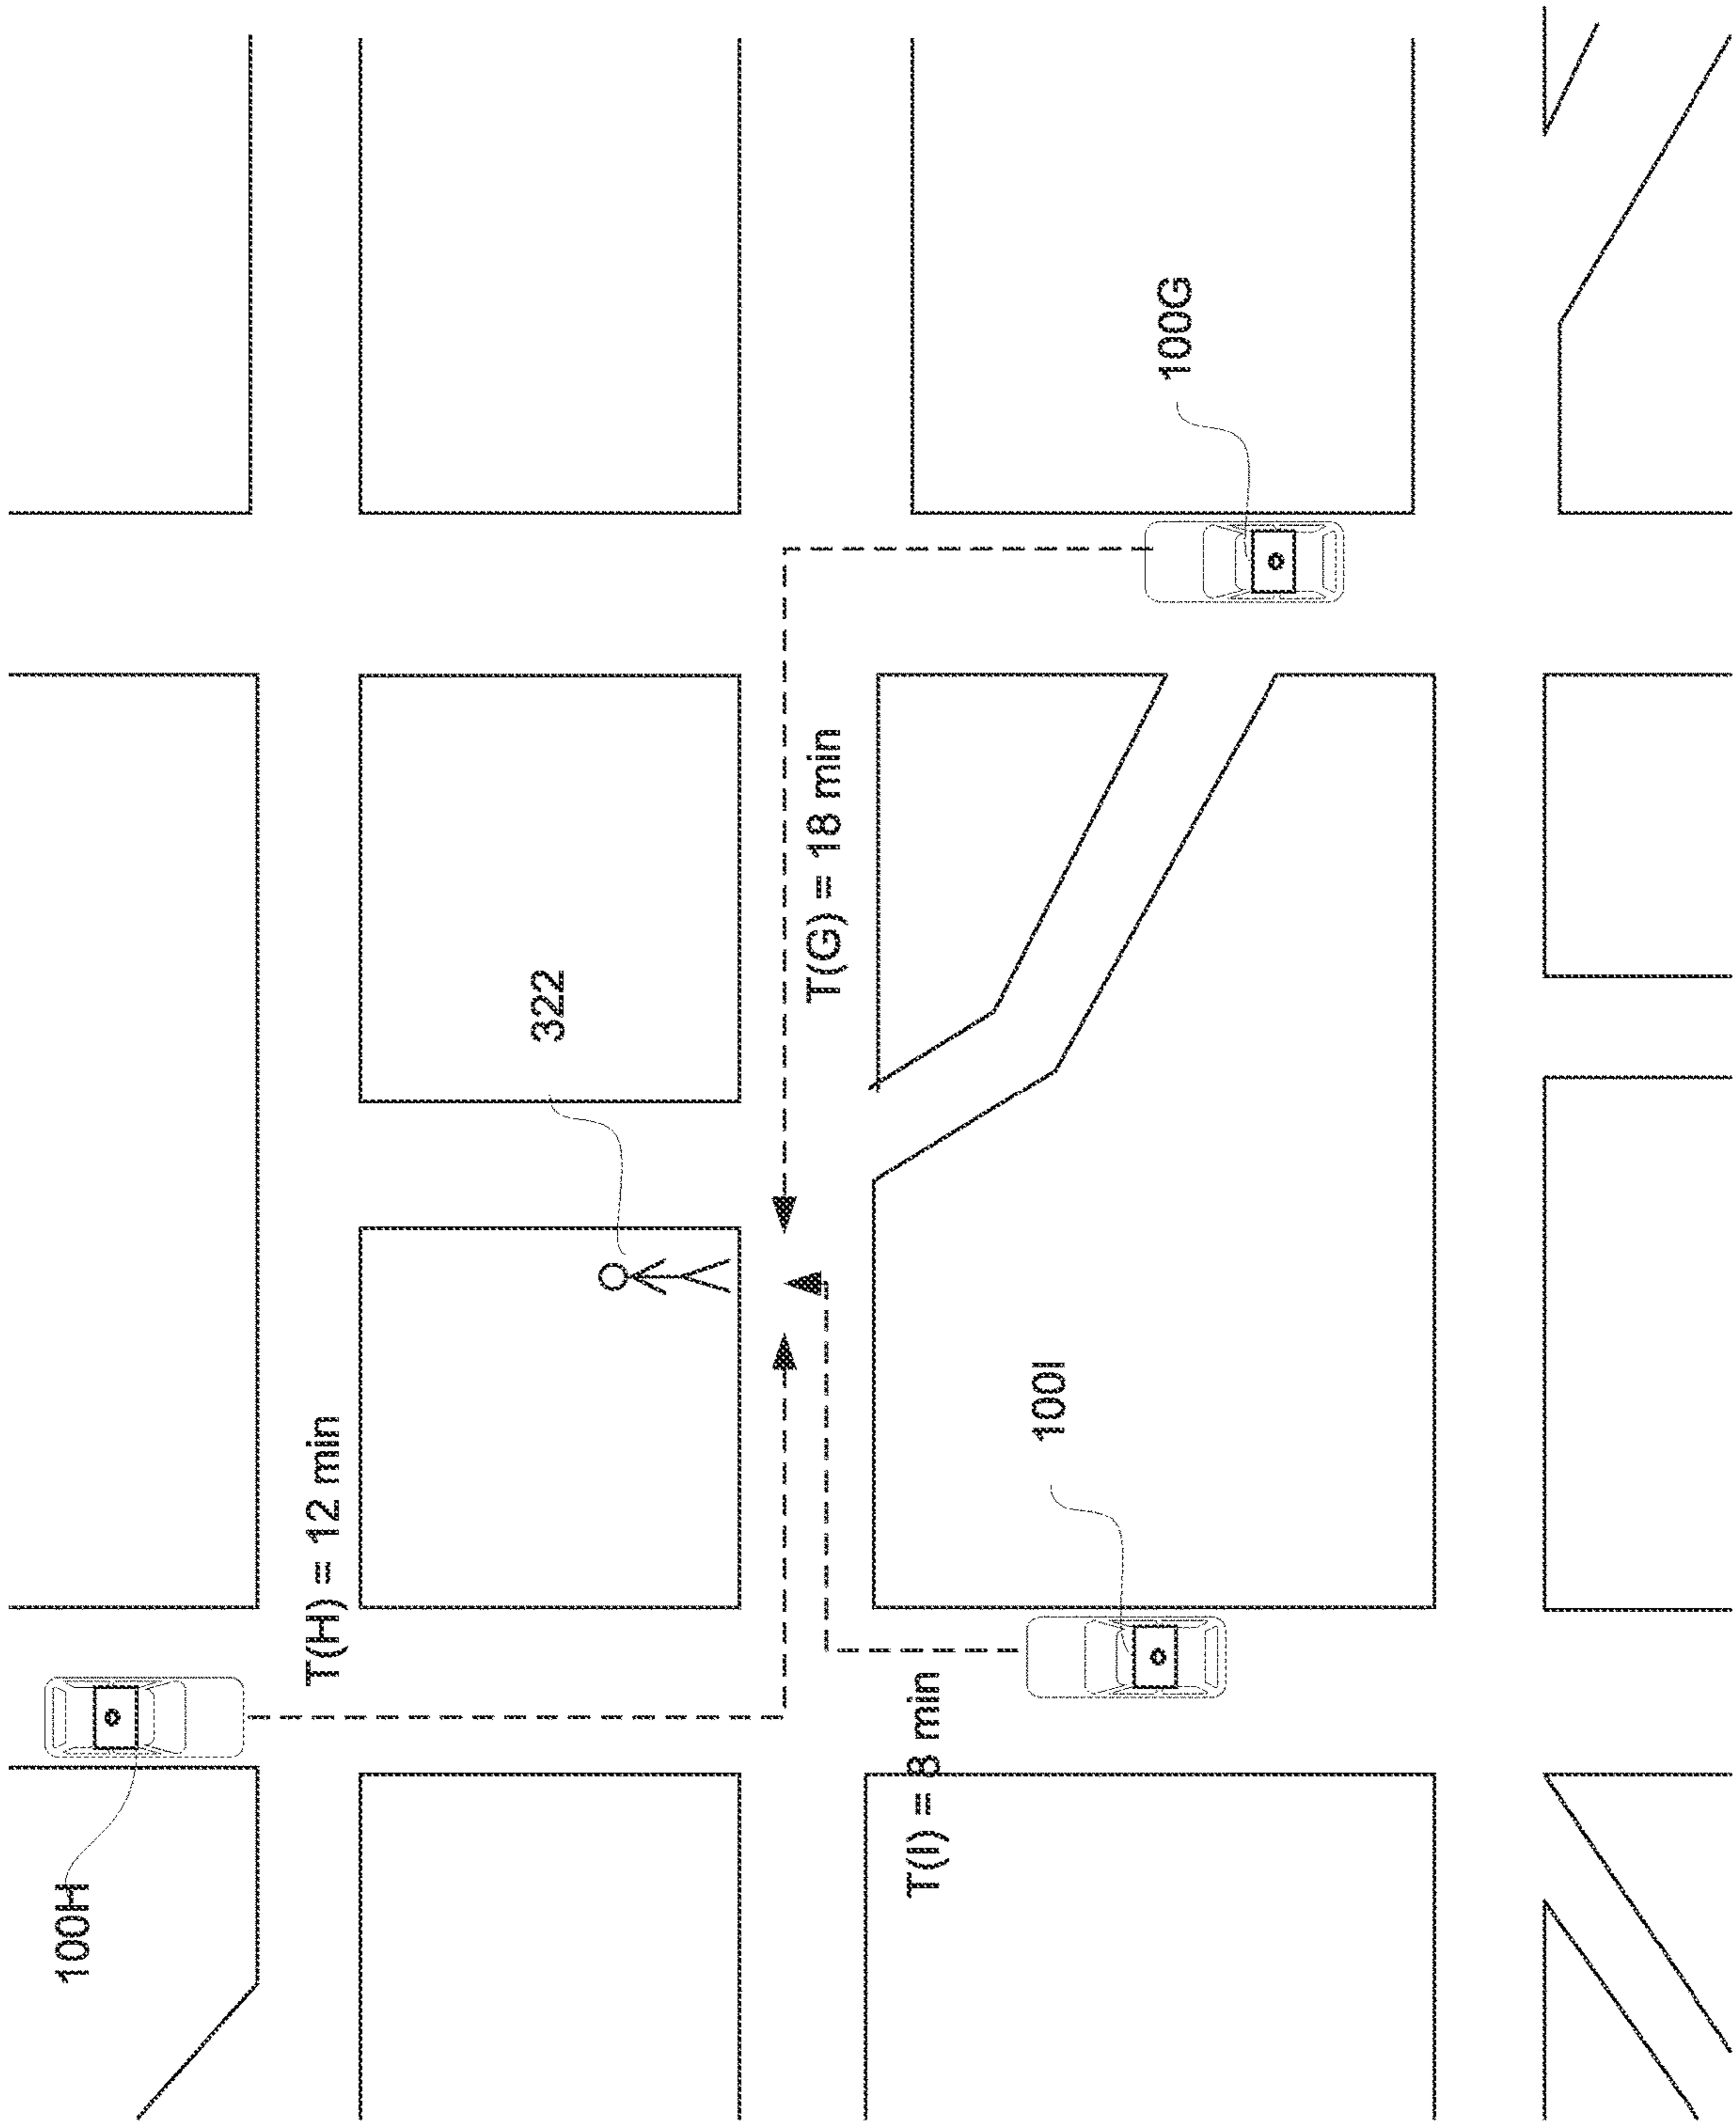 100H
T(H) = 12 min
322
T(G) = 18 min
100G
T(I) = 8 min
100I